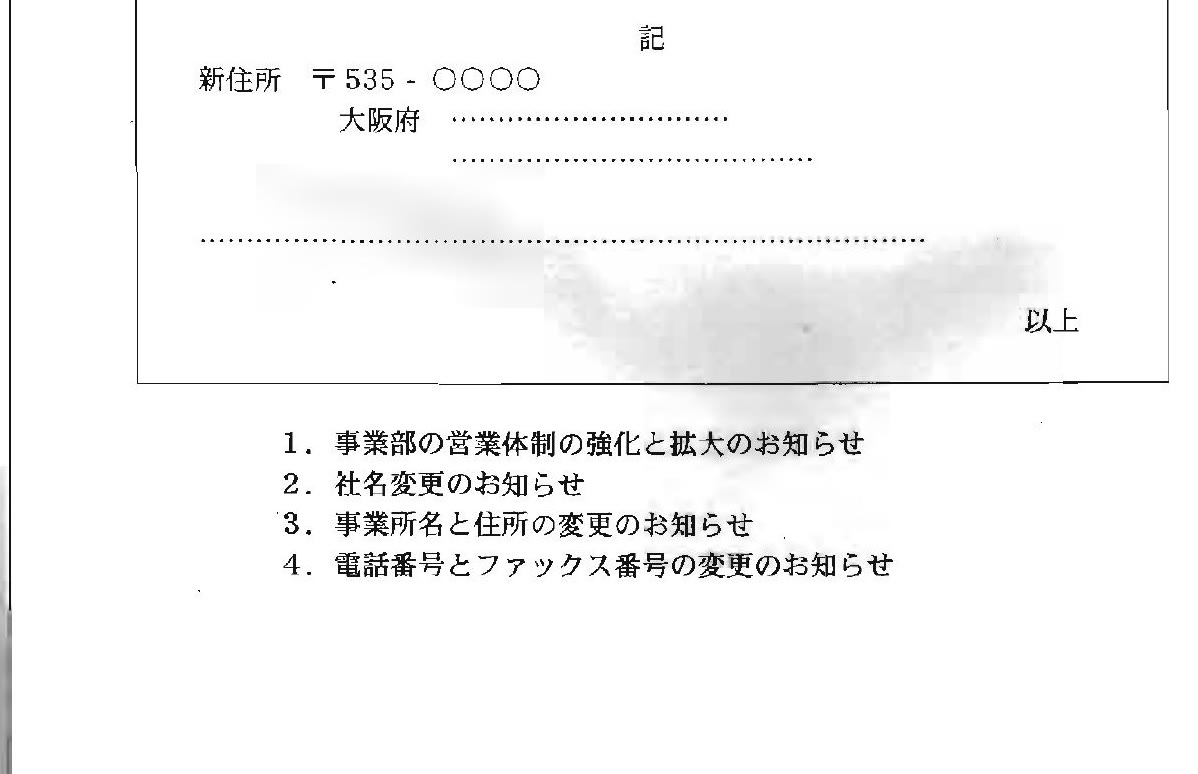 記
新住所 〒535 - ○○○○
大阪府 ..............................
.......................................
...............................................................................
以上
1. 事業部の営業体制の強化と拡大のお知らせ
2. 社名変更のお知らせ
3. 事業所名と住所の変更のお知らせ
4. 電話番号とファックス番号の変更のお知らせ